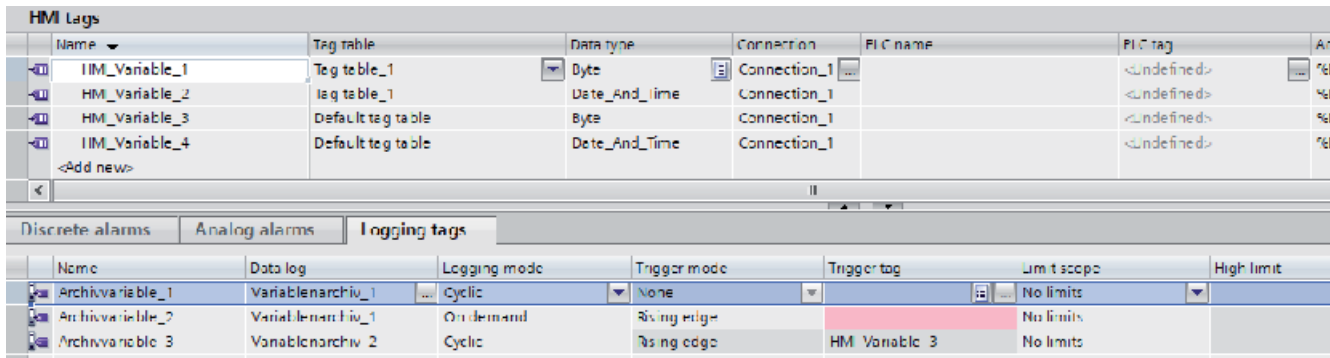 HMI tags
Name Tag table Data type Connection PLC name PLC tag
HMI_Variable_1 Tag table_1 Byte Connection_1 ... <Undefined> ...
HMI_Variable_2 Tag table_1 Date_And_Time Connection_1 <Undefined>
HMI_Variable_3 Default tag table Byte Connection_1 <Undefined>
HMI_Variable_4 Default tag table Date_And_Time Connection_1 <Undefined>
<Add new>
Discrete alarms Analog alarms Logging tags
Name Data log Logging mode Trigger mode Trigger tag Limit scope High limit
Archivvariable_1 Variablenarchiv_1 ... Cyclic None ... No limits
Archivvariable_2 Variablenarchiv_1 On demand Rising edge No limits
Archivvariable_3 Variablenarchiv_2 Cyclic Rising edge HMI_Variable_3 No limits